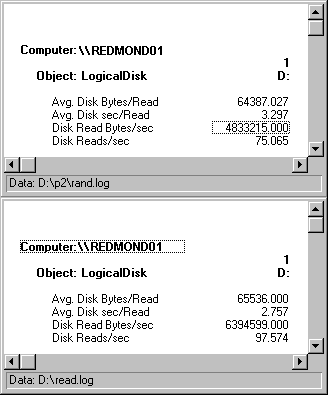 Computer:\\REDMOND01
1
Object: LogicalDisk D:
Avg. Disk Bytes/Read 64387.027
Avg. Disk sec/Read 3.297
Disk Read Bytes/sec 4833215.000
Disk Reads/sec 75.065
Data: D:\p2\rand.log
Computer:\\REDMOND01
1
Object: LogicalDisk D:
Avg. Disk Bytes/Read 65536.000
Avg. Disk sec/Read 2.757
Disk Read Bytes/sec 6394599.000
Disk Reads/sec 97.574
Data: D:\read.log